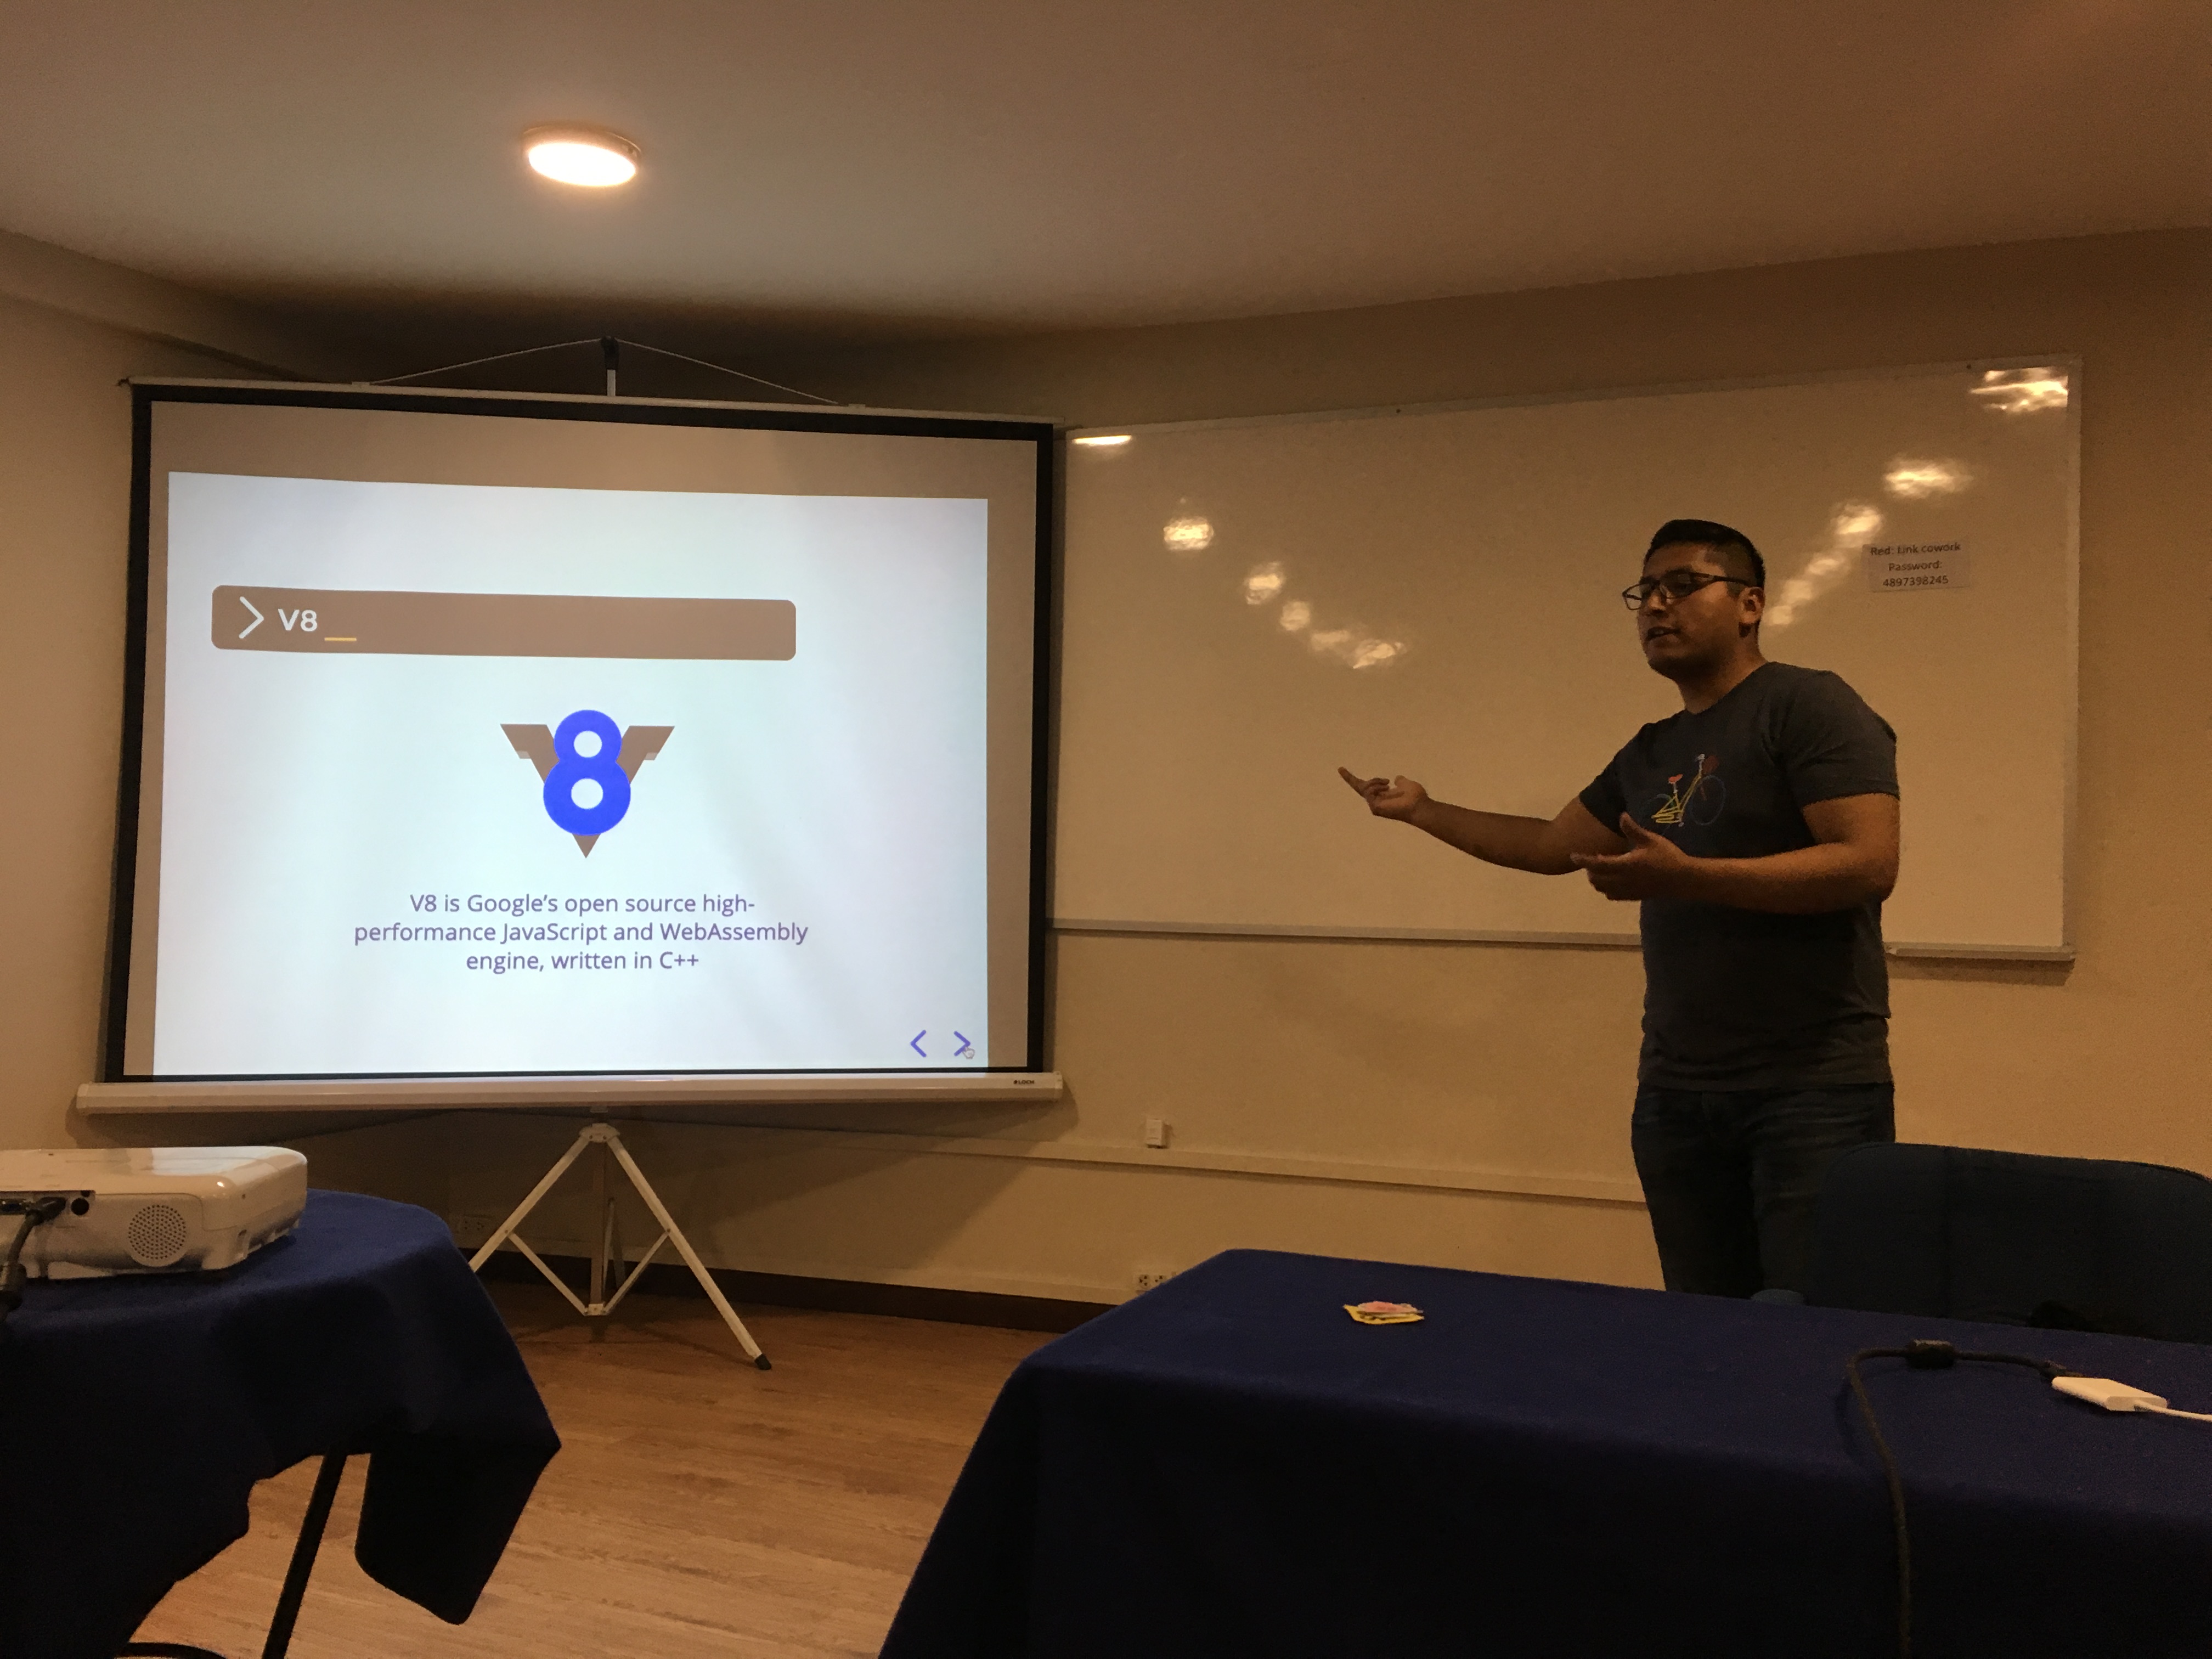 V8 _
V8
V8 is Google's open source high-
performance JavaScript and WebAssembly
engine, written in C++
Red: Link cowork
Password:
4897398245